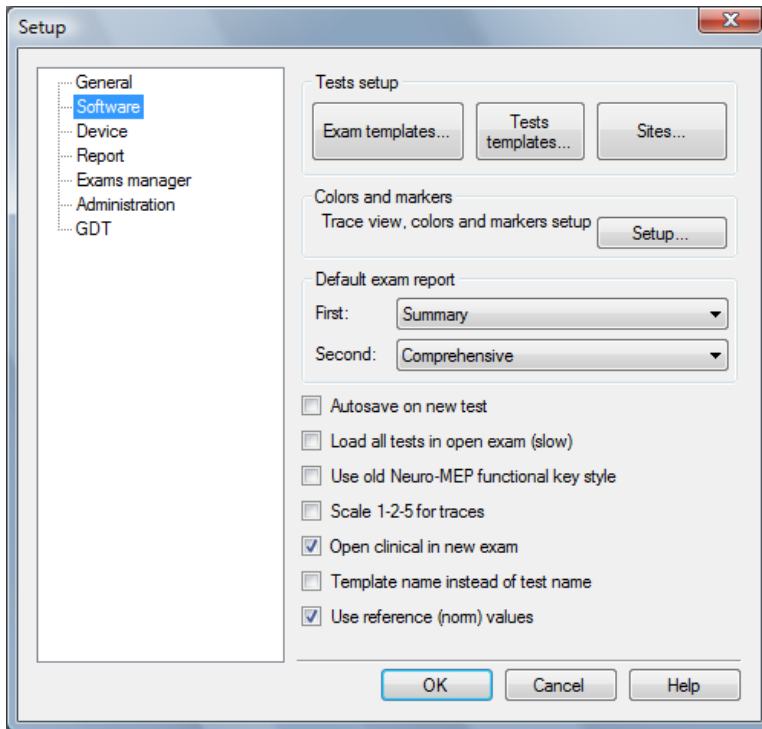 Setup
General
Software
Device
Report
Exams manager
Administration
GDT
Tests setup
Exam templates...
Tests
templates...
Sites...
Colors and markers
Trace view, colors and markers setup
Setup...
Default exam report
First:
Summary
Second:
Comprehensive
Autosave on new test
Load all tests in open exam (slow)
Use old Neuro-MEP functional key style
Scale 1-2-5 for traces
Open clinical in new exam
Template name instead of test name
Use reference (norm) values
OK
Cancel
Help